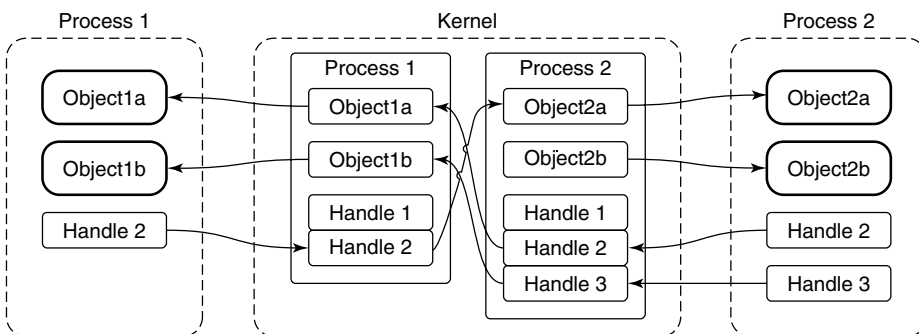 Process 1
Kernel
Process 2
Object1a
Object1b
Handle 2
Process 1
Object1a
Object1b
Handle 1
Handle 2
Process 2
Object2a
Object2b
Handle 1
Handle 2
Handle 3
Object2a
Object2b
Handle 2
Handle 3